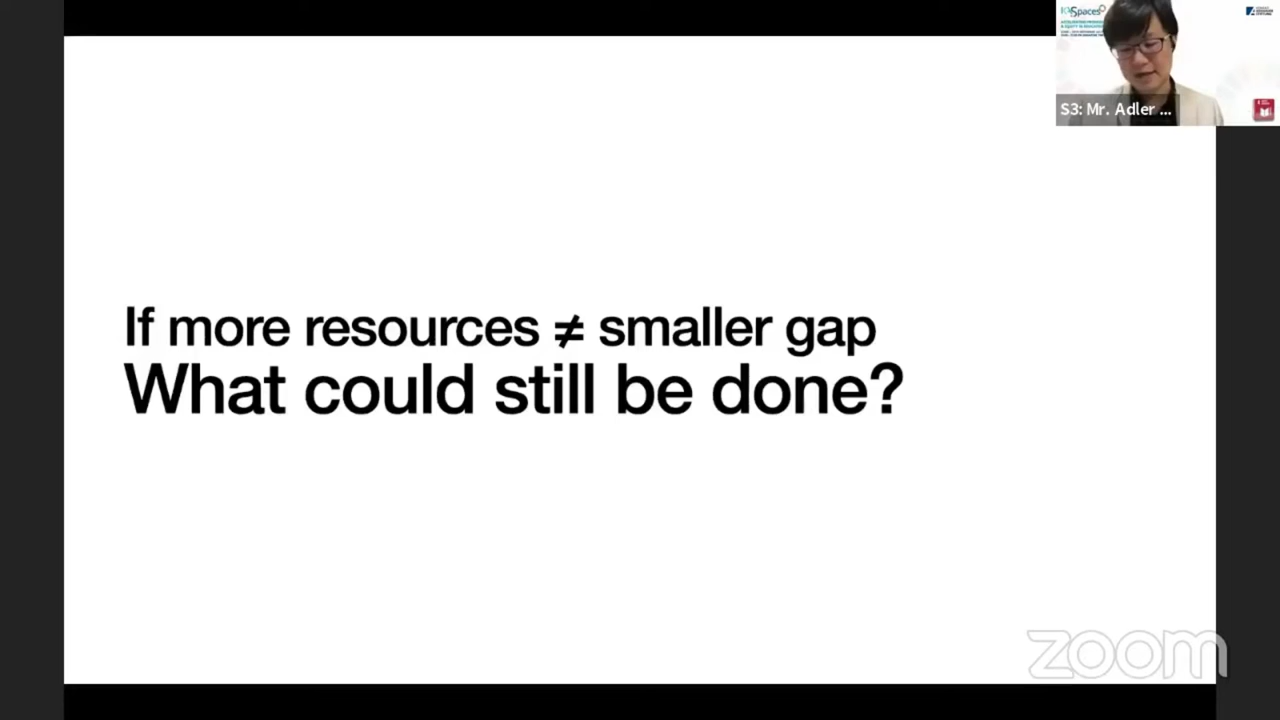 S3: Mr. Adler ...
If more resources ≠ smaller gap
What could still be done?
zoom